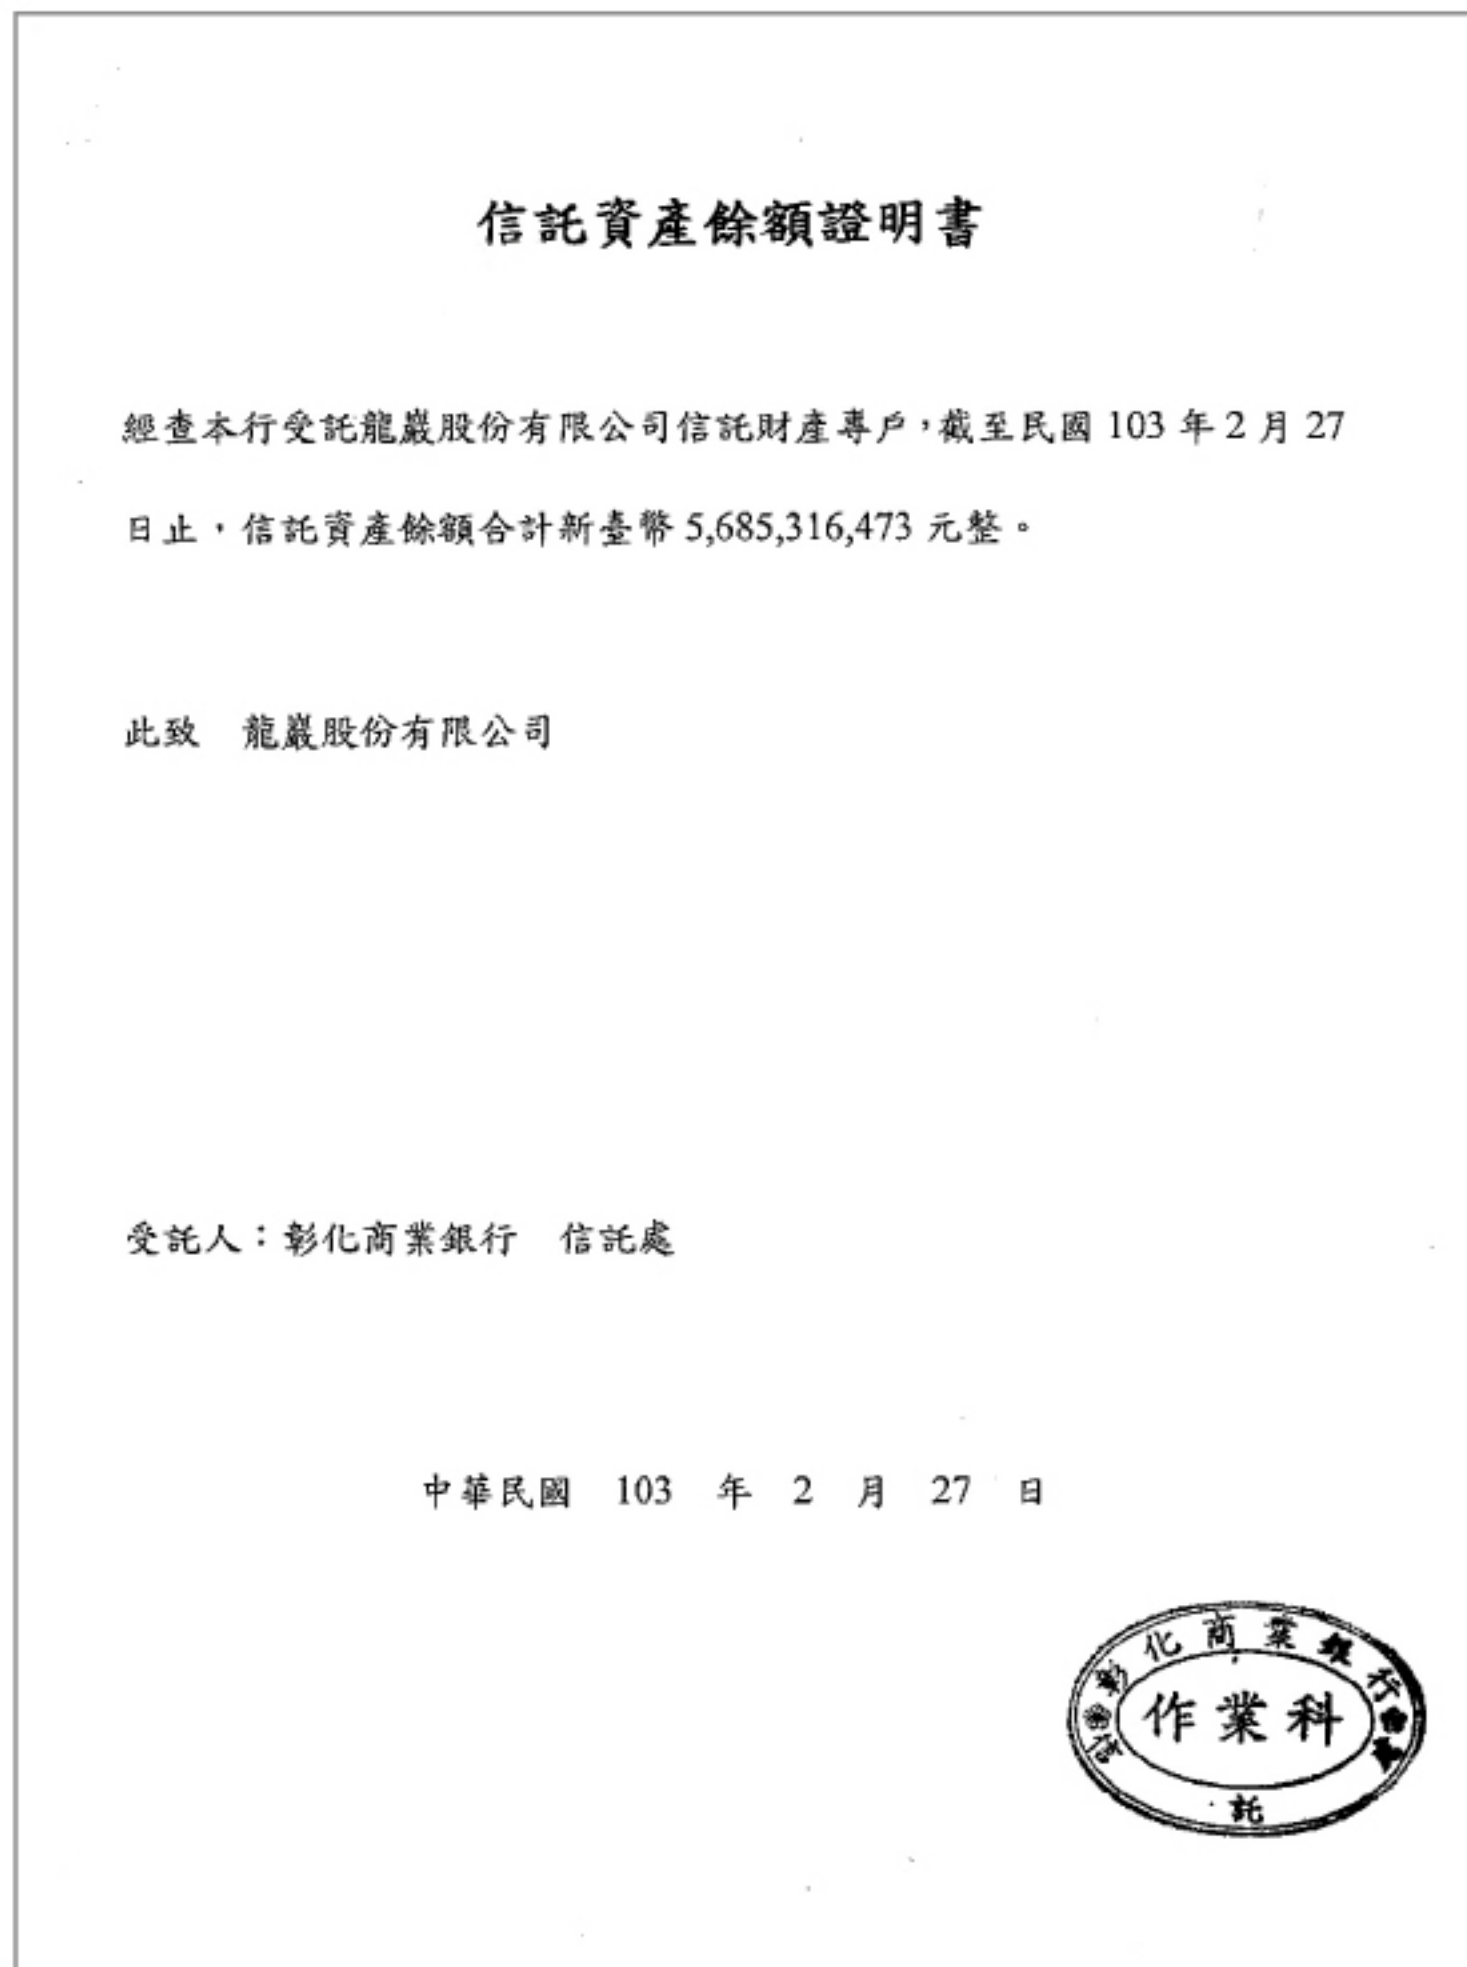 信託資產餘額證明書
經查本行受託龍巖股份有限公司信託財產專戶，截至民國 103 年 2 月 27
日止，信託資產餘額合計新臺幣 5,685,316,473 元整。
此致　龍巖股份有限公司
受託人：彰化商業銀行　信託處
中華民國　103　年　2　月　27　日
彰化商業銀行
作業科
信託